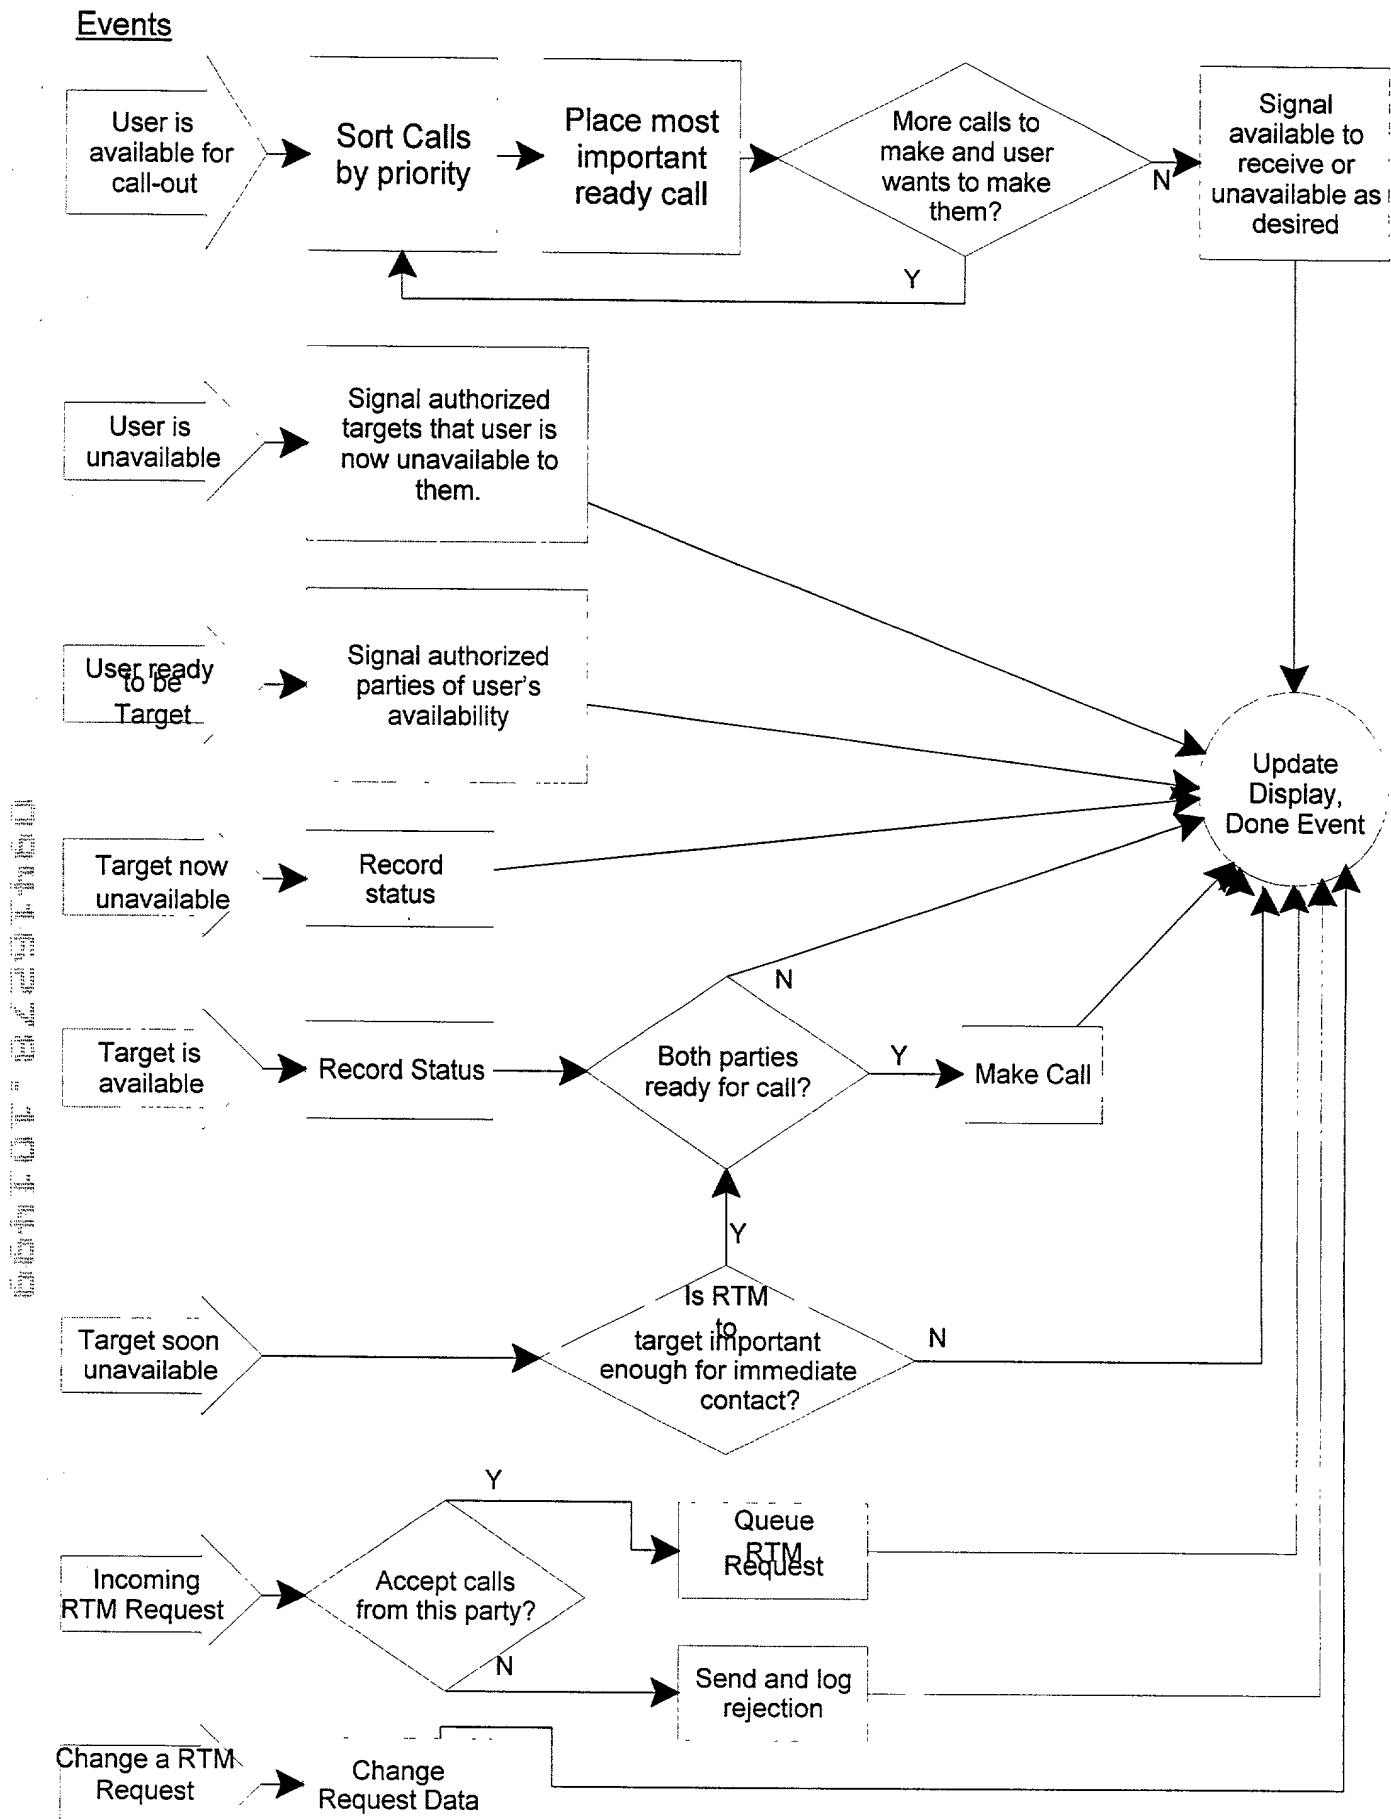 Events
User is
available for
call-out
Sort Calls
by priority
Place most
important
ready call
More calls to
make and user
wants to make
them?
N
Y
Signal
available to
receive or
unavailable as
desired
User is
unavailable
Signal authorized
targets that user is
now unavailable to
them.
User ready
to be
Target
Signal authorized
parties of user's
availability
Update
Display,
Done Event
Target now
unavailable
Record
status
Target is
available
Record Status
Both parties
ready for call?
N
Y
Make Call
Y
Target soon
unavailable
Is RTM
to
target important
enough for immediate
contact?
N
Incoming
RTM Request
Accept calls
from this party?
Y
Queue
RTM
Request
N
Send and log
rejection
Change a RTM
Request
Change
Request Data